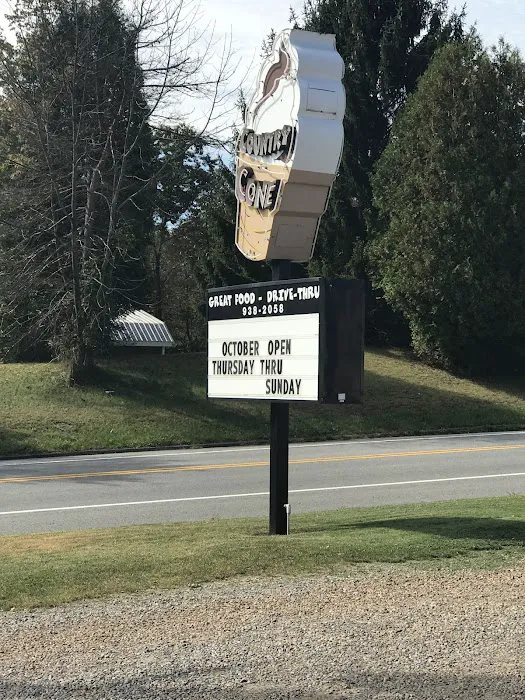 COUNTRY
CONE
GREAT FOOD - DRIVE-THRU
938-2058
OCTOBER OPEN
THURSDAY THRU
SUNDAY